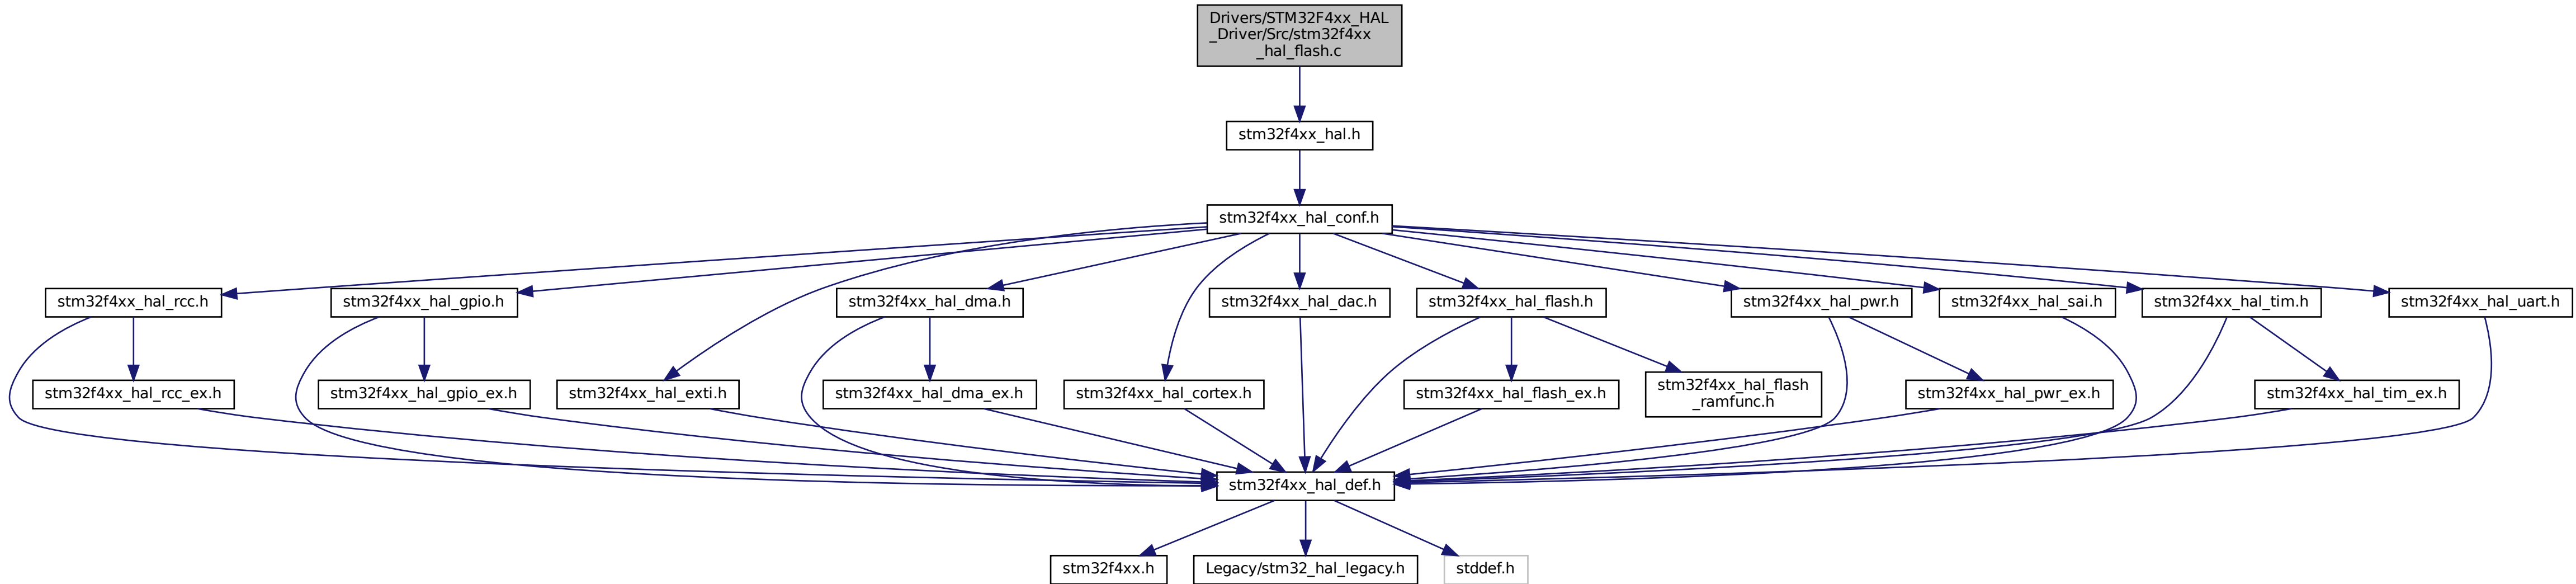 Drivers/STM32F4xx_HAL
_Driver/Src/stm32f4xx
_hal_flash.c
stm32f4xx_hal.h
stm32f4xx_hal_conf.h
stm32f4xx_hal_rcc.h
stm32f4xx_hal_gpio.h
stm32f4xx_hal_dma.h
stm32f4xx_hal_dac.h
stm32f4xx_hal_flash.h
stm32f4xx_hal_pwr.h
stm32f4xx_hal_sai.h
stm32f4xx_hal_tim.h
stm32f4xx_hal_uart.h
stm32f4xx_hal_rcc_ex.h
stm32f4xx_hal_gpio_ex.h
stm32f4xx_hal_exti.h
stm32f4xx_hal_dma_ex.h
stm32f4xx_hal_cortex.h
stm32f4xx_hal_flash_ex.h
stm32f4xx_hal_flash
_ramfunc.h
stm32f4xx_hal_pwr_ex.h
stm32f4xx_hal_tim_ex.h
stm32f4xx_hal_def.h
stm32f4xx.h
Legacy/stm32_hal_legacy.h
stddef.h